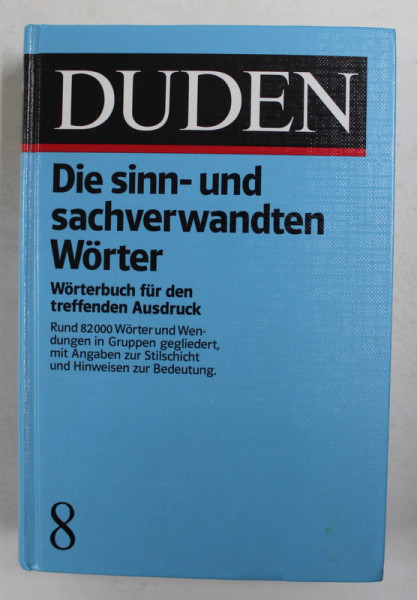 DUDEN
Die sinn- und
sachverwandten
Wörter
Wörterbuch für den
treffenden Ausdruck
Rund 82000 Wörter und Wen-
dungen in Gruppen gegliedert,
mit Angaben zur Stilschicht
und Hinweisen zur Bedeutung.
8